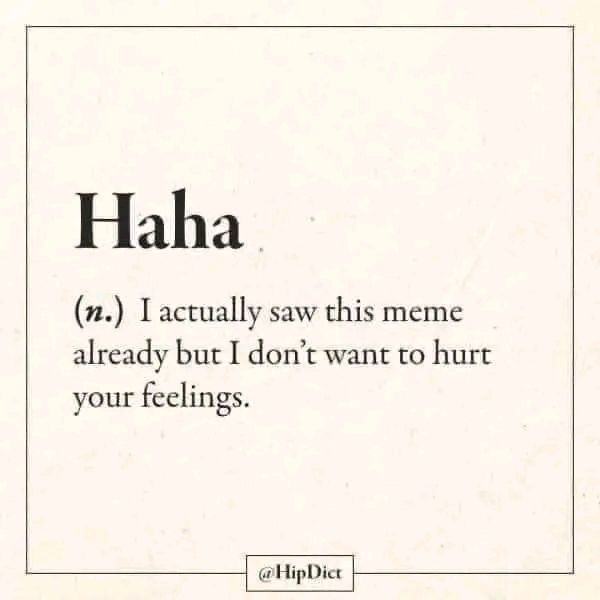 Haha
(n.) I actually saw this meme
already but I don’t want to hurt
your feelings.
@HipDict